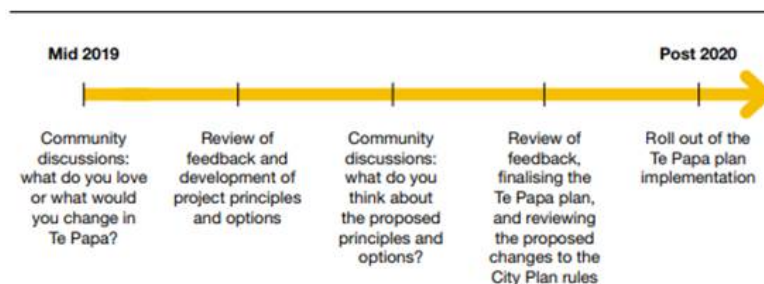 Mid 2019
Post 2020
Community
discussions:
what do you love
or what would
you change in
Te Papa?
Review of
feedback and
development of
project principles
and options
Community
discussions:
what do you
think about
the proposed
principles and
options?
Review of
feedback,
finalising the
Te Papa plan,
and reviewing
the proposed
changes to the
City Plan rules
Roll out of the
Te Papa plan
implementation